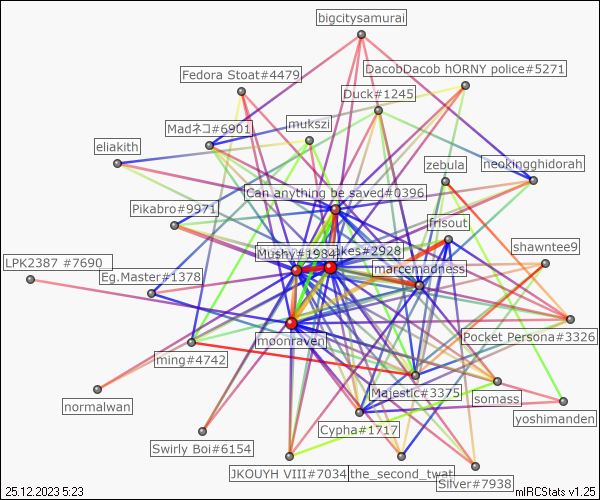 bigcitysamurai
Fedora Stoat#4479
DacobDacob hORNY police#5271
Duck#1245
Madネコ#6901
mukszi
eliakith
zebula
neokingghidorah
Can anything be saved#0396
Pikabro#9971
frisout
shawntee9
Mushy#1984
kes#2928
LPK2387 #7690
Eg.Master#1378
marcemadness
moonraven
Pocket Persona#3326
ming#4742
Majestic#3375
somass
normalwan
yoshimanden
Cypha#1717
Swirly Boi#6154
JKOUYH VIII#7034
the_second_twat
Silver#7938
25.12.2023 5:23
mIRCStats v1.25